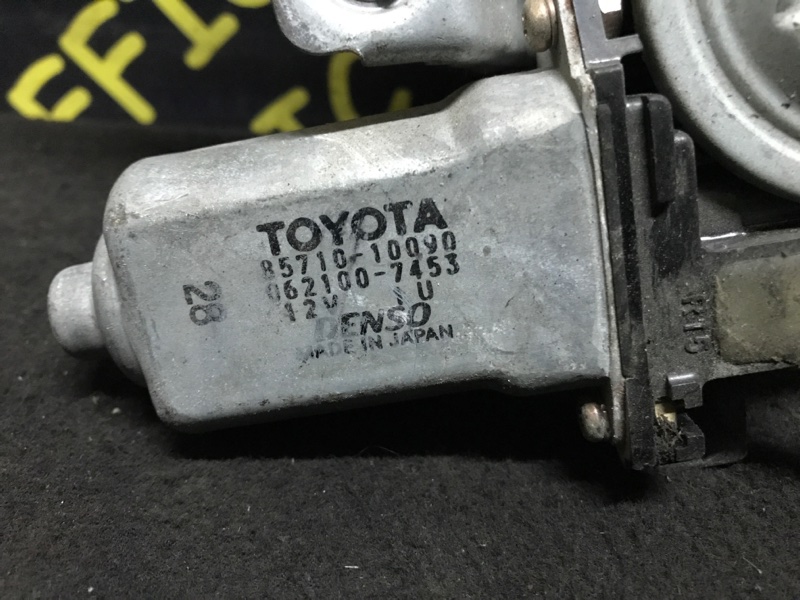 TOYOTA
85710-10090
062100-7453
12V U
DENSO
MADE IN JAPAN
28
R15